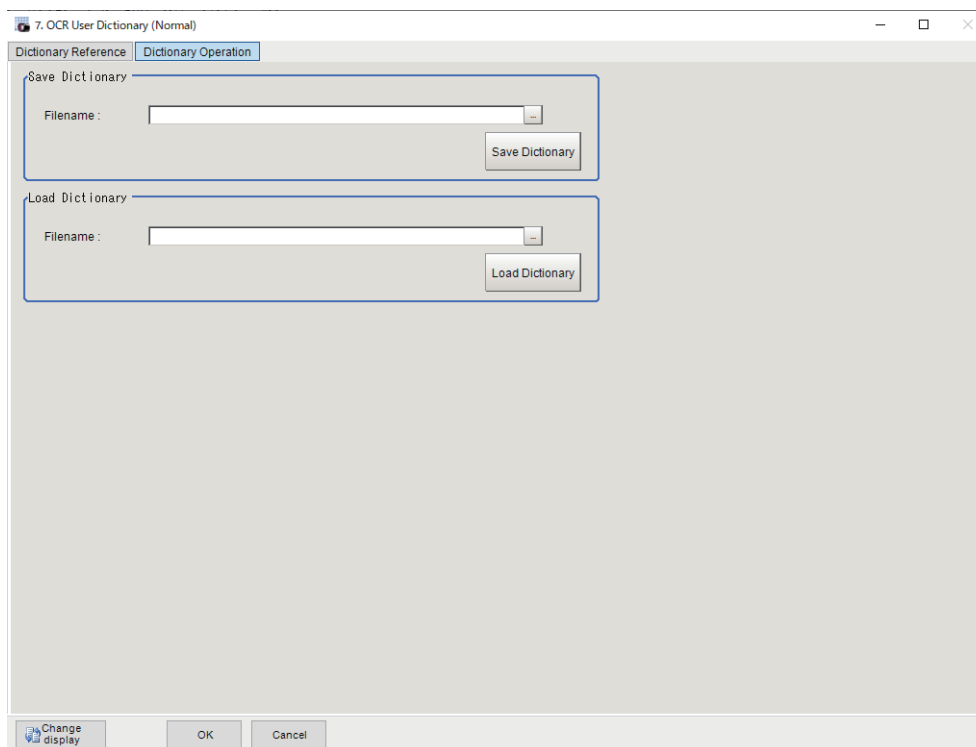 7. OCR User Dictionary (Normal)
Dictionary Reference Dictionary Operation
Save Dictionary
Filename :
...
Save Dictionary
Load Dictionary
Filename :
...
Load Dictionary
Change
display
OK Cancel